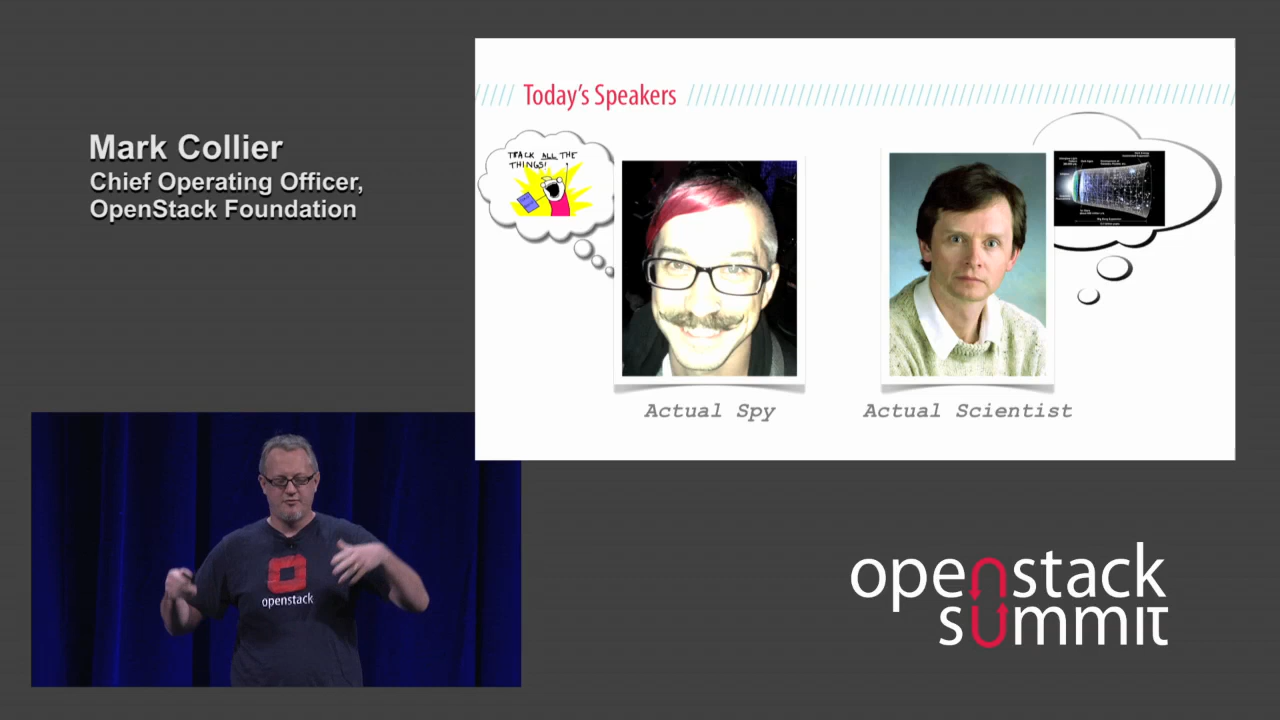 Mark Collier
Chief Operating Officer,
OpenStack Foundation
Today's Speakers
TRACK ALL THE
THINGS!
Actual Spy
Actual Scientist
openstack
openstack
summit